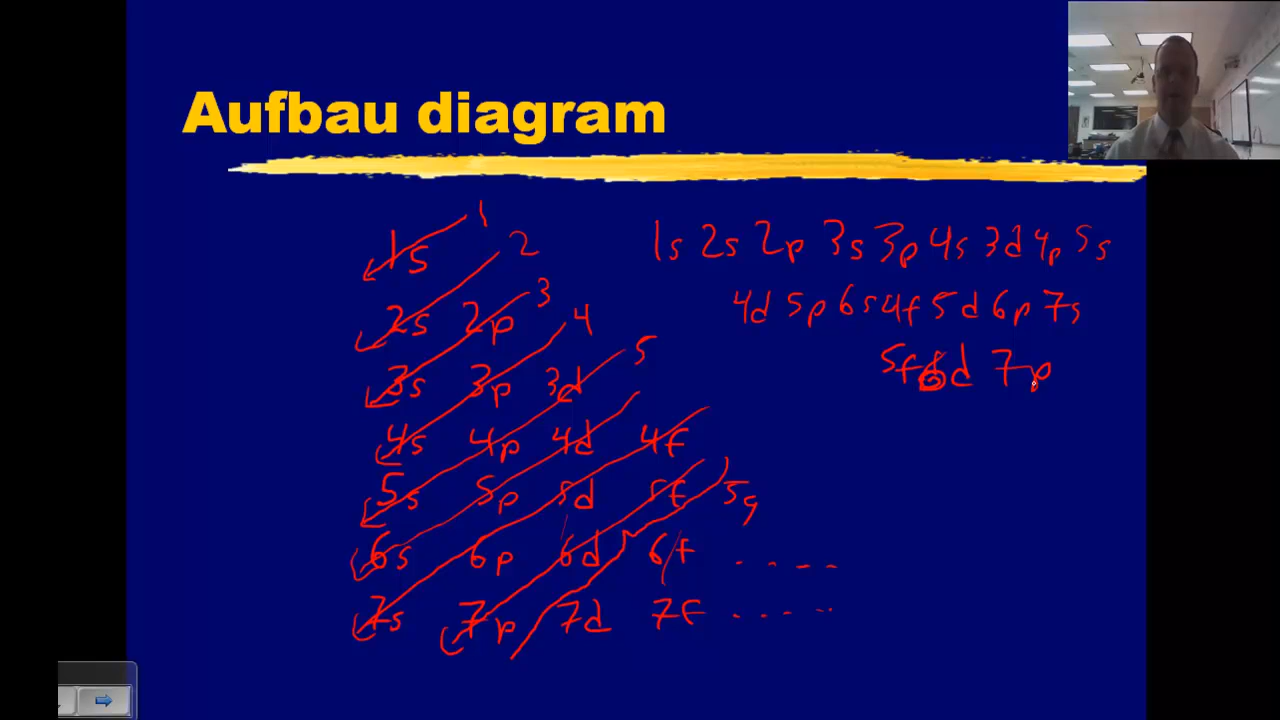 Aufbau diagram
1s 1
2s 2p 2
3s 3p 3d 3
4s 4p 4d 4f 4
5s 5p 5d 5f 5g 5
6s 6p 6d 6f .....
7s 7p 7d 7f .....
1s 2s 2p 3s 3p 4s 3d 4p 5s
4d 5p 6s 4f 5d 6p 7s
5f 6d 7p